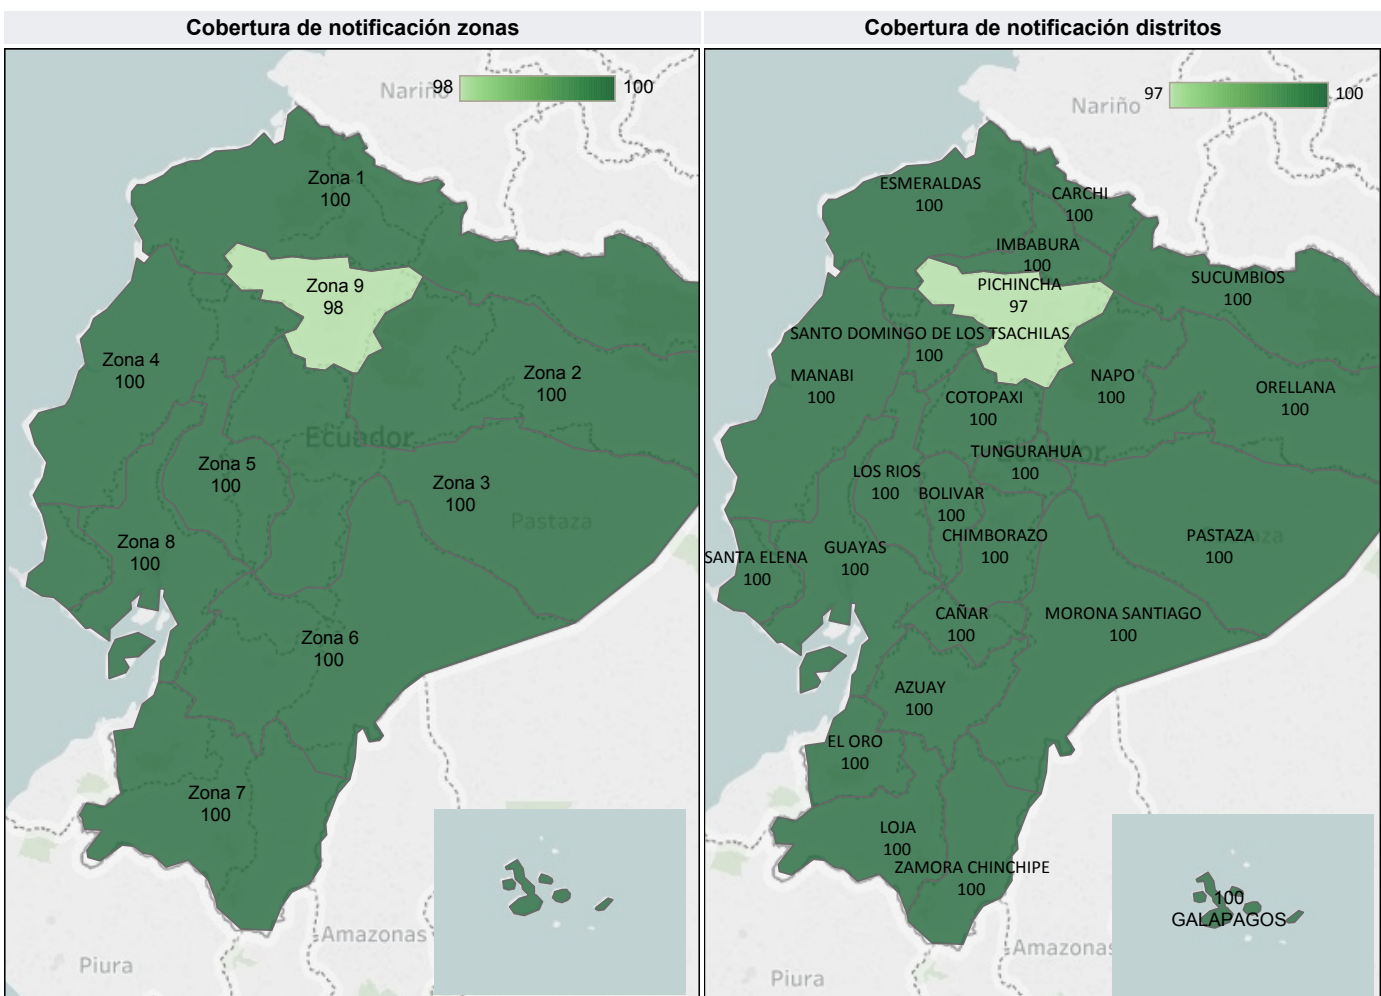 Cobertura de notificación zonas
98
100
Nariño
Zona 1
100
Zona 9
98
Zona 4
100
Zona 2
100
Ecuador
Zona 5
100
Zona 3
100
Pastaza
Zona 8
100
Zona 6
100
Zona 7
100
Amazonas
Piura
Cobertura de notificación distritos
97
100
Nariño
ESMERALDAS
100
CARCHI
100
IMBABURA
100
SUCUMBIOS
100
PICHINCHA
97
SANTO DOMINGO DE LOS TSACHILAS
100
MANABI
100
NAPO
100
ORELLANA
100
COTOPAXI
100
Ecuador
TUNGURAHUA
100
LOS RIOS
100
BOLIVAR
100
CHIMBORAZO
100
PASTAZA
100
Pastaza
SANTA ELENA
100
GUAYAS
100
CAÑAR
100
MORONA SANTIAGO
100
AZUAY
100
EL ORO
100
LOJA
100
ZAMORA CHINCHIPE
100
100
GALAPAGOS
Amazonas
Piura